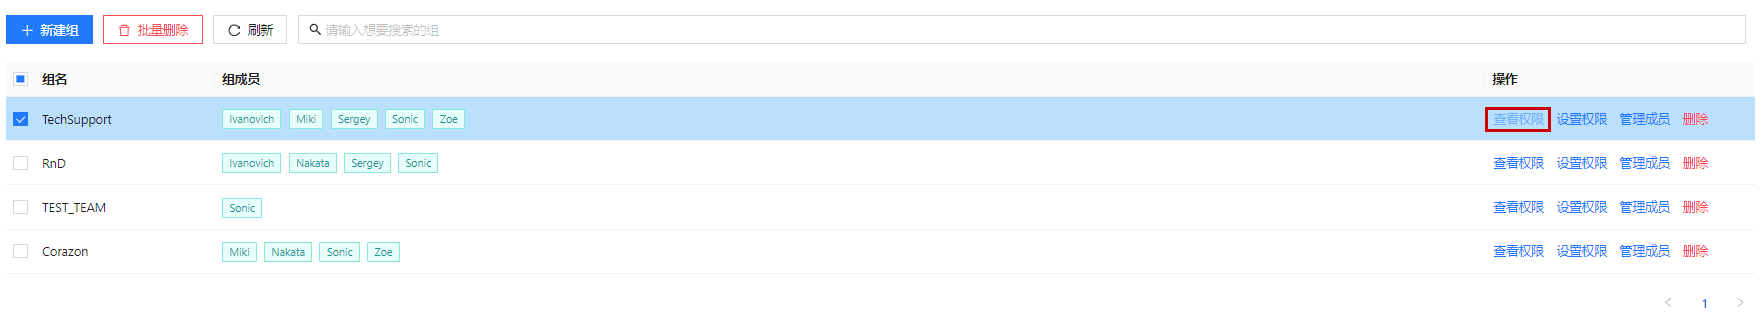 新建组 批量删除 刷新 请输入想要搜索的组
组名 组成员 操作
TechSupport Ivanovich Miki Sergey Sonic Zoe 查看权限 设置权限 管理成员 删除
RnD Ivanovich Nakata Sergey Sonic 查看权限 设置权限 管理成员 删除
TEST_TEAM Sonic 查看权限 设置权限 管理成员 删除
Corazon Miki Nakata Sonic Zoe 查看权限 设置权限 管理成员 删除
1